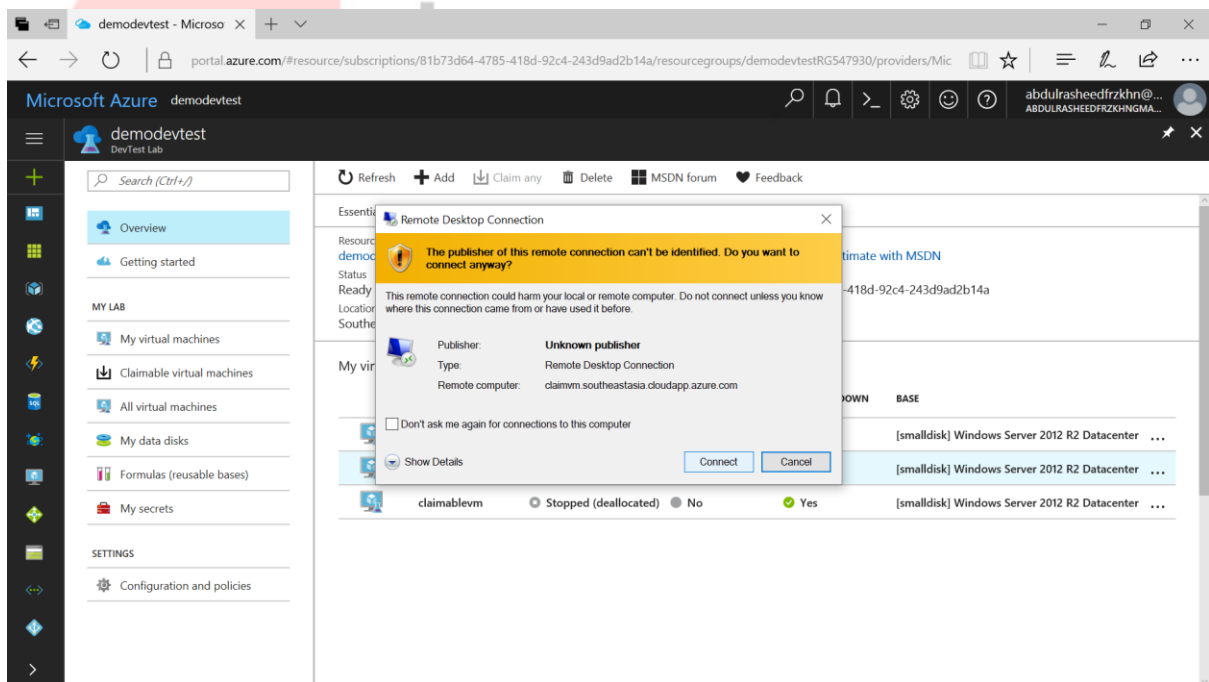 demodevtest - Microso
portal.azure.com/#resource/subscriptions/81b73d64-4785-418d-92c4-243d9ad2b14a/resourcegroups/demodevtestRG547930/providers/Mic
Microsoft Azure demodevtest
abdulrasheedfrzkhn@...
ABDULRASHEEDFRZKHNGMA...
demodevtest
DevTest Lab
Search (Ctrl+/)
Overview
Getting started
MY LAB
My virtual machines
Claimable virtual machines
All virtual machines
My data disks
Formulas (reusable bases)
My secrets
SETTINGS
Configuration and policies
Refresh Add Claim any Delete MSDN forum Feedback
Essentia
Resourc
democ
timate with MSDN
Status
Ready
-418d-92c4-243d9ad2b14a
Location
Southe
My vir
Remote Desktop Connection
The publisher of this remote connection can't be identified. Do you want to
connect anyway?
This remote connection could harm your local or remote computer. Do not connect unless you know
where this connection came from or have used it before.
Publisher: Unknown publisher
Type: Remote Desktop Connection
Remote computer: claimvm.southeastasia.cloudapp.azure.com
Don't ask me again for connections to this computer
Show Details Connect Cancel
DOWN BASE
[smalldisk] Windows Server 2012 R2 Datacenter ...
[smalldisk] Windows Server 2012 R2 Datacenter ...
claimablevm Stopped (deallocated) No Yes [smalldisk] Windows Server 2012 R2 Datacenter ...